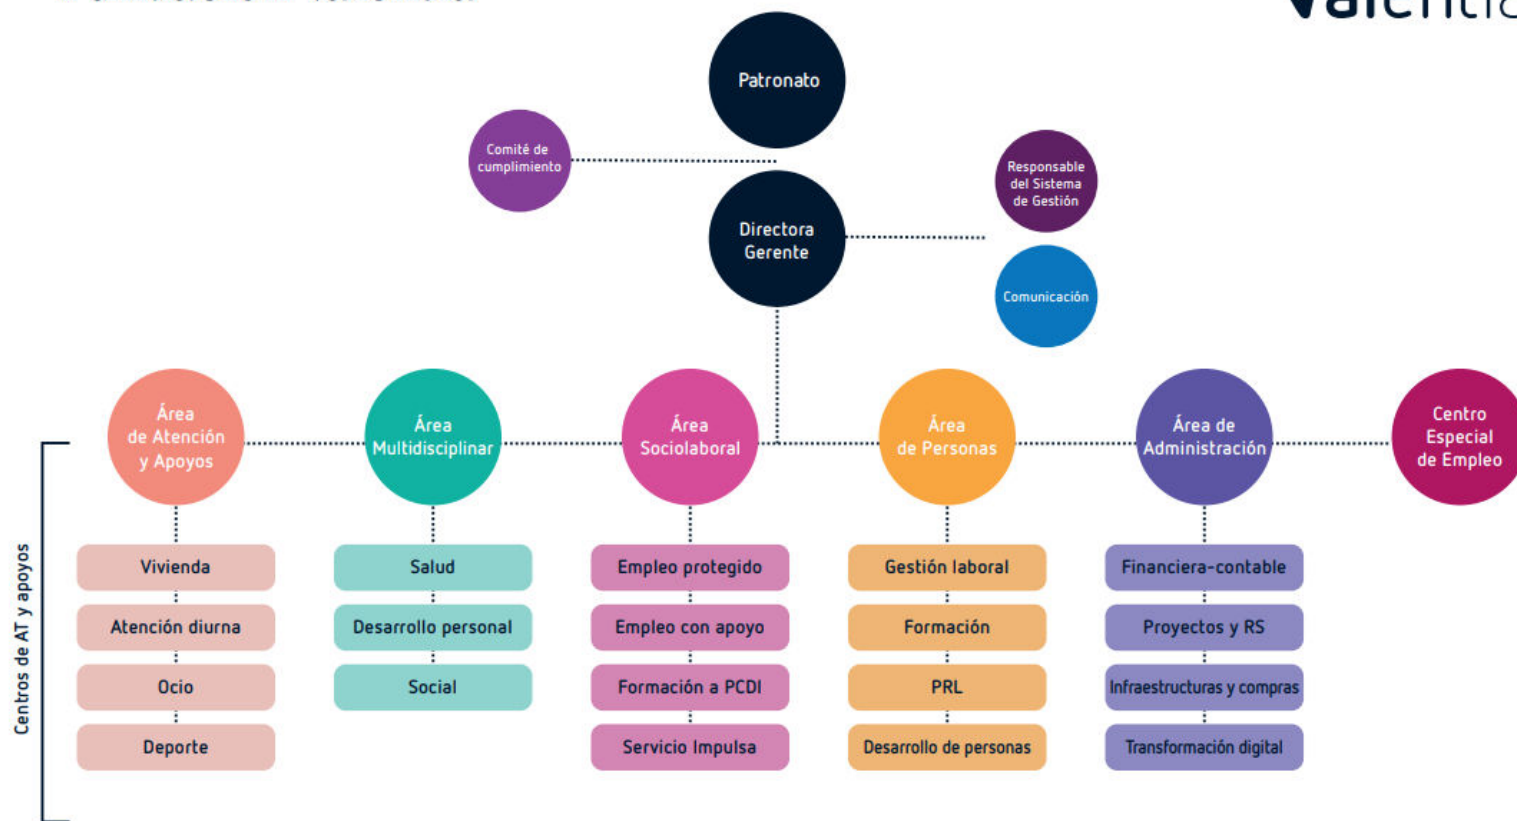 Patronato
Comité de
cumplimiento
Responsable
del Sistema
de Gestión
Directora
Gerente
Comunicación
Área
de Atención
y Apoyos
Área
Multidisciplinar
Área
Sociolaboral
Área
de Personas
Área de
Administración
Centro
Especial
de Empleo
Centros de AT y apoyos
Vivienda
Atención diurna
Ocio
Deporte
Salud
Desarrollo personal
Social
Empleo protegido
Empleo con apoyo
Formación a PCDI
Servicio Impulsa
Gestión laboral
Formación
PRL
Desarrollo de personas
Financiera-contable
Proyectos y RS
Infraestructuras y compras
Transformación digital